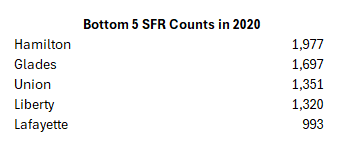 Bottom 5 SFR Counts in 2020
Hamilton 1,977
Glades 1,697
Union 1,351
Liberty 1,320
Lafayette 993